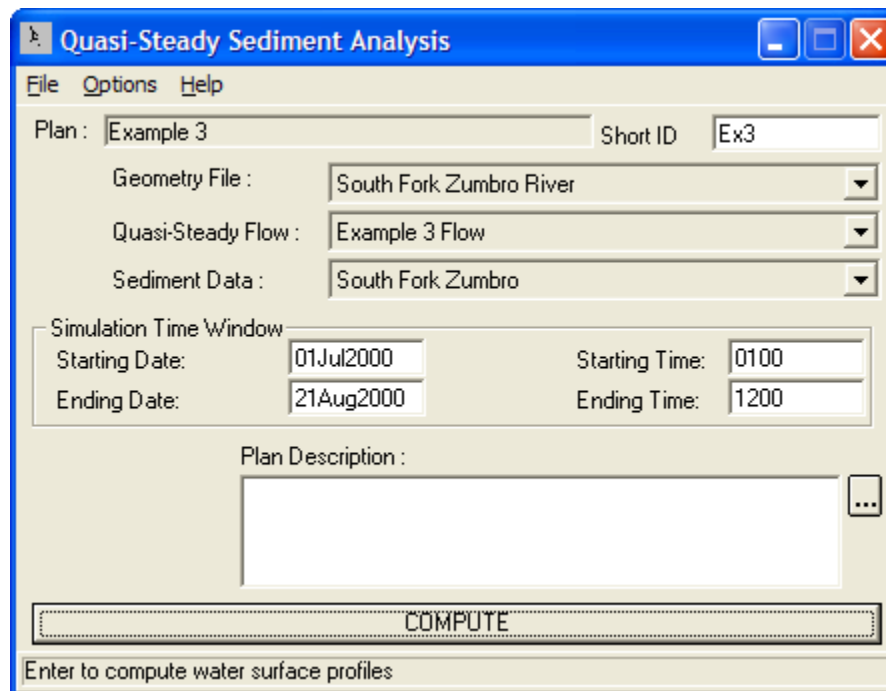 Quasi-Steady Sediment Analysis
File Options Help
Plan : Example 3 Short ID Ex3
Geometry File : South Fork Zumbro River
Quasi-Steady Flow : Example 3 Flow
Sediment Data : South Fork Zumbro
Simulation Time Window
Starting Date: 01Jul2000 Starting Time: 0100
Ending Date: 21Aug2000 Ending Time: 1200
Plan Description :
...
COMPUTE
Enter to compute water surface profiles